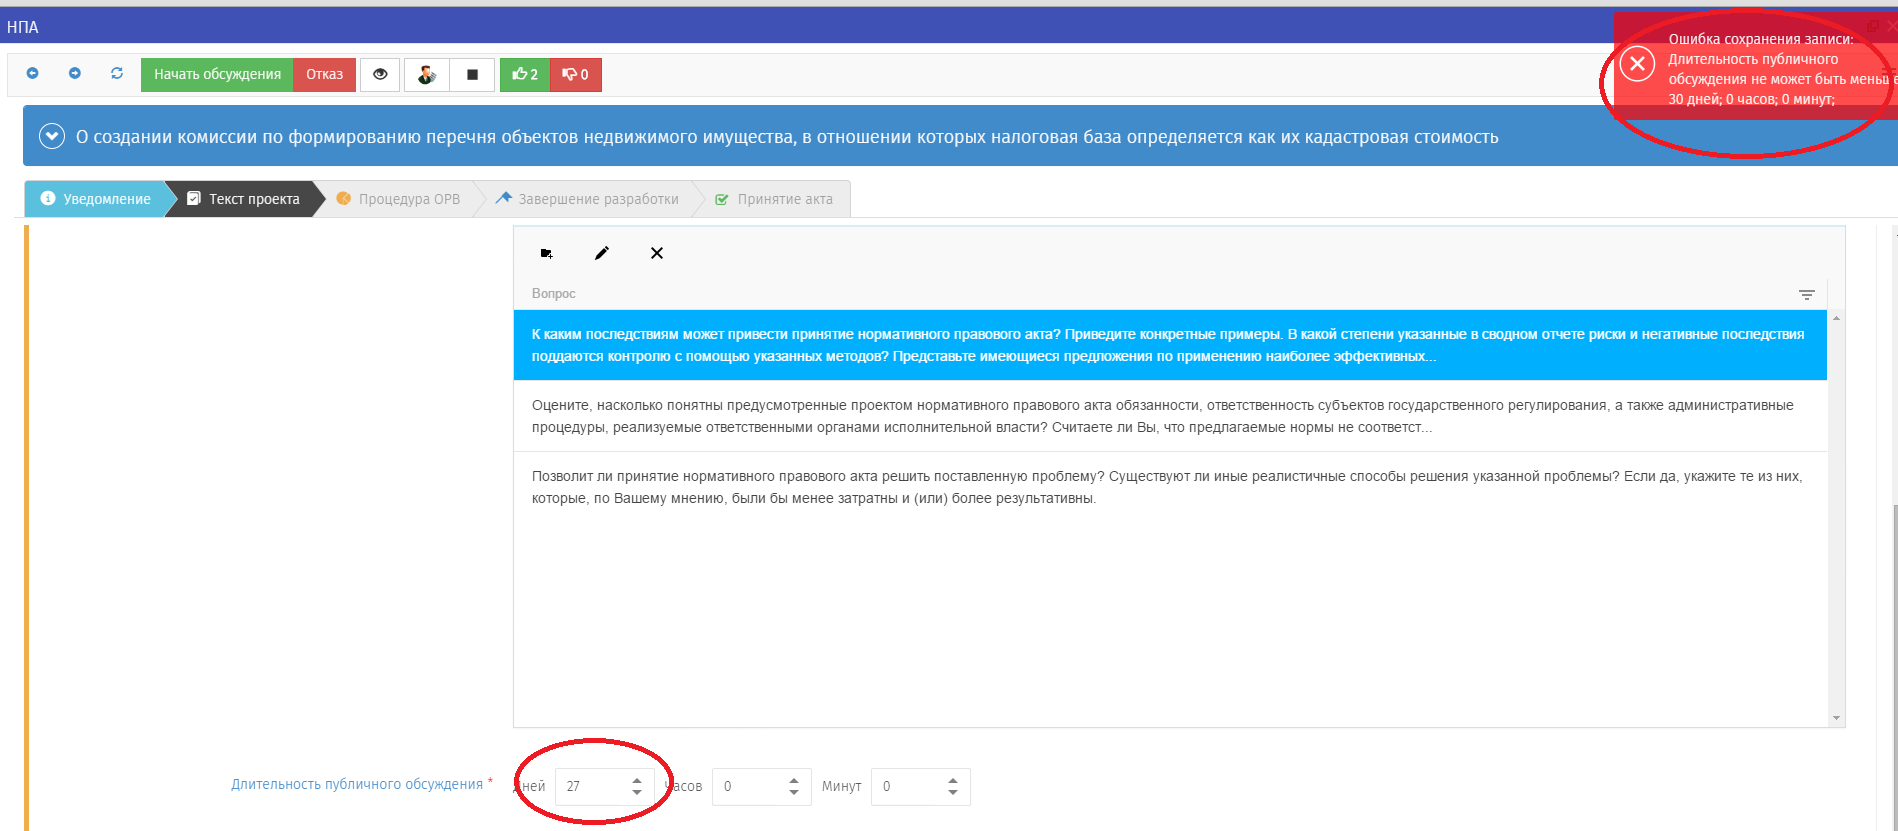 НПА
Ошибка сохранения записи:
Длительность публичного
обсуждения не может быть меньше
30 дней; 0 часов; 0 минут;
Начать обсуждения Отказ 2 0
О создании комиссии по формированию перечня объектов недвижимого имущества, в отношении которых налоговая база определяется как их кадастровая стоимость
Уведомление Текст проекта Процедура ОРВ Завершение разработки Принятие акта
Вопрос
К каким последствиям может привести принятие нормативного правового акта? Приведите конкретные примеры. В какой степени указанные в сводном отчете риски и негативные последствия
поддаются контролю с помощью указанных методов? Представьте имеющиеся предложения по применению наиболее эффективных...
Оцените, насколько понятны предусмотренные проектом нормативного правового акта обязанности, ответственность субъектов государственного регулирования, а также административные
процедуры, реализуемые ответственными органами исполнительной власти? Считаете ли Вы, что предлагаемые нормы не соответст...
Позволит ли принятие нормативного правового акта решить поставленную проблему? Существуют ли иные реалистичные способы решения указанной проблемы? Если да, укажите те из них,
которые, по Вашему мнению, были бы менее затратны и (или) более результативны.
Длительность публичного обсуждения * Дней 27 Часов 0 Минут 0